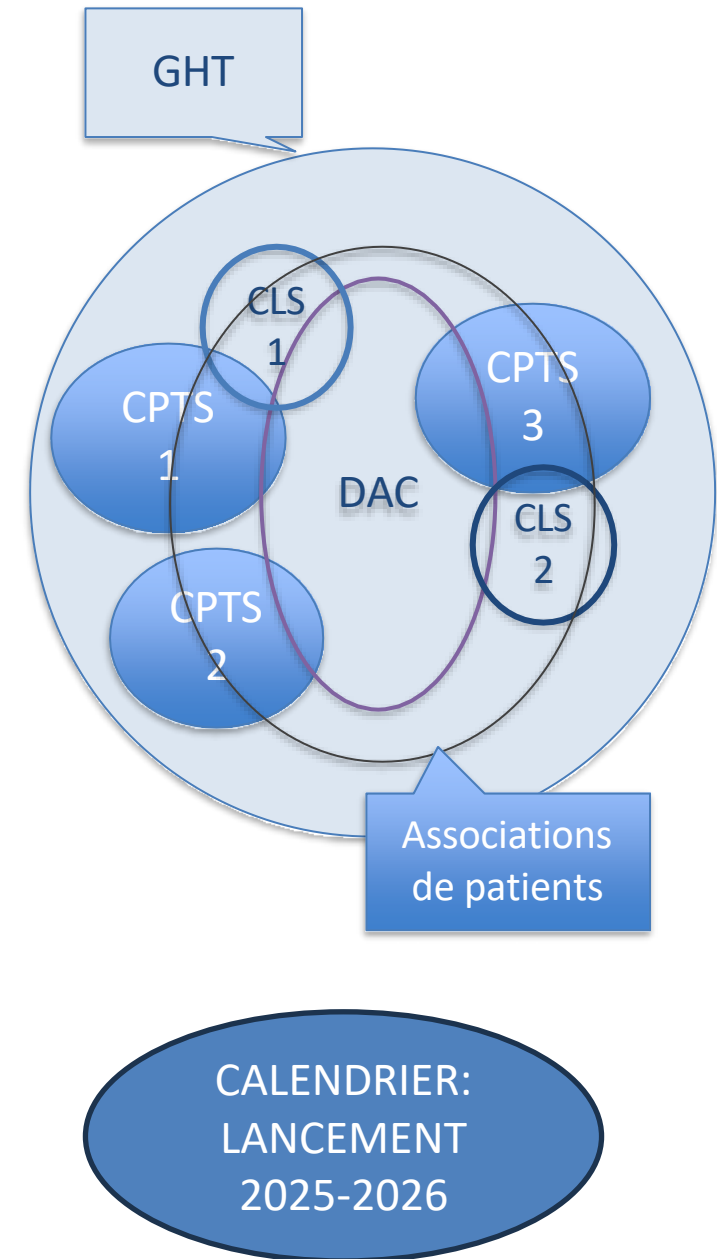 GHT
CLS
1
CPTS
3
CPTS
1
DAC
CLS
2
CPTS
2
Associations
de patients
CALENDRIER:
LANCEMENT
2025-2026